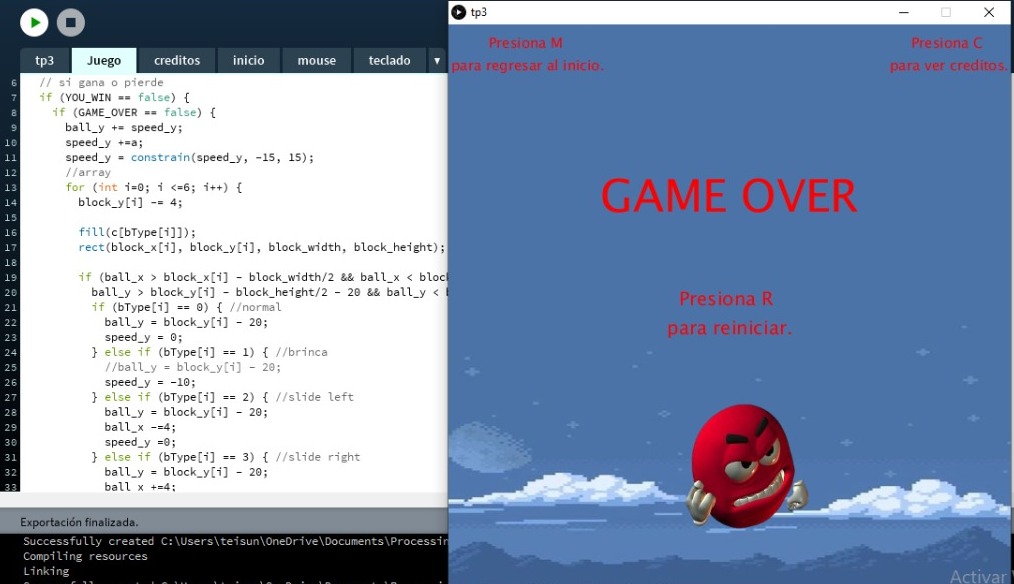 tp3
Juego
creditos
inicio
mouse
teclado
6 // si gana o pierde
7 if (YOU_WIN == false) {
8 if (GAME_OVER == false) {
9 ball_y += speed_y;
10 speed_y +=a;
11 speed_y = constrain(speed_y, -15, 15);
12 //array
13 for (int i=0; i <=6; i++) {
14 block_y[i] -= 4;
15
16 fill(c[bType[i]]);
17 rect(block_x[i], block_y[i], block_width, block_height);
18
19 if (ball_x > block_x[i] - block_width/2 && ball_x < block
20 ball_y > block_y[i] - block_height/2 - 20 && ball_y < b
21 if (bType[i] == 0) { //normal
22 ball_y = block_y[i] - 20;
23 speed_y = 0;
24 } else if (bType[i] == 1) { //brinca
25 //ball_y = block_y[i] - 20;
26 speed_y = -10;
27 } else if (bType[i] == 2) { //slide left
28 ball_y = block_y[i] - 20;
29 ball_x -=4;
30 speed_y =0;
31 } else if (bType[i] == 3) { //slide right
32 ball_y = block_y[i] - 20;
33 ball x +=4;
Exportación finalizada.
Successfully created C:\Users\teisun\OneDrive\Documents\Processin
Compiling resources
Linking
tp3
Presiona M
para regresar al inicio.
Presiona C
para ver creditos.
GAME OVER
Presiona R
para reiniciar.
Activar